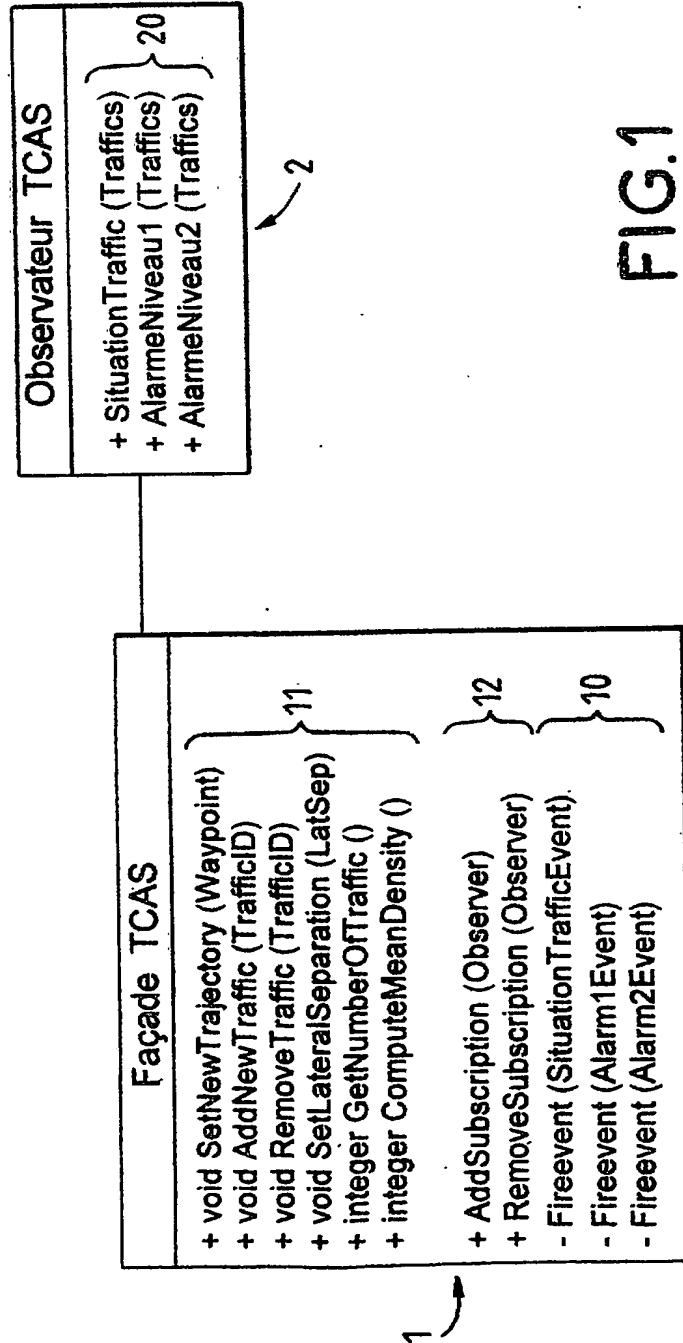 Façade TCAS
+ void SetNewTrajectory (Waypoint)
+ void AddNewTraffic (TrafficID)
+ void RemoveTraffic (TrafficID)
+ void SetLateralSeparation (LatSep)
+ integer GetNumberOfTraffic ()
+ integer ComputeMeanDensity ()
11
+ AddSubscription (Observer)
+ RemoveSubscription (Observer)
12
- Fireevent (SituationTrafficEvent)
- Fireevent (Alarm1Event)
- Fireevent (Alarm2Event)
10
1
Observateur TCAS
+ SituationTraffic (Traffics)
+ AlarmeNiveau1 (Traffics)
+ AlarmeNiveau2 (Traffics)
20
2
FIG.1